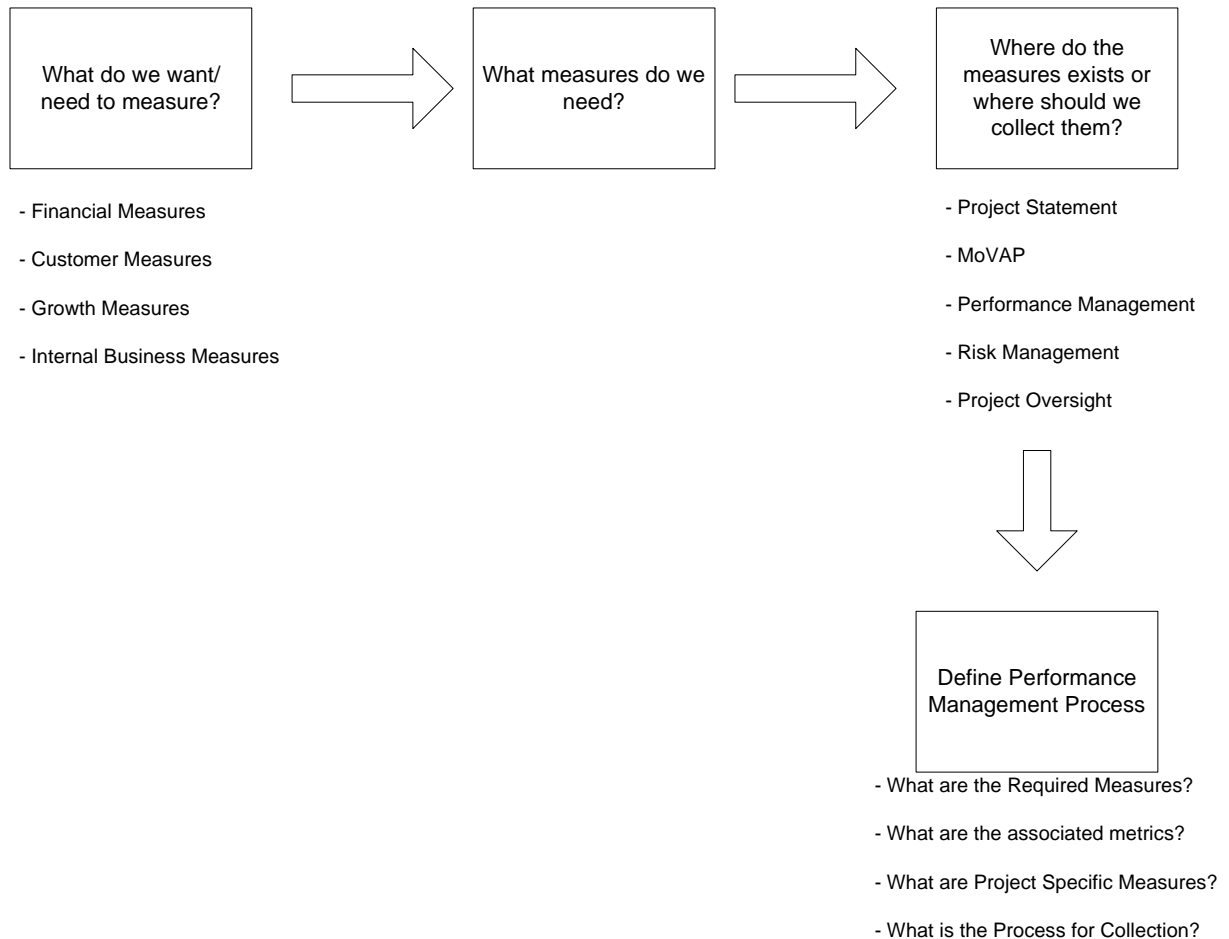 What do we want/
need to measure?
What measures do we
need?
Where do the
measures exists or
where should we
collect them?
- Financial Measures
- Customer Measures
- Growth Measures
- Internal Business Measures
- Project Statement
- MoVAP
- Performance Management
- Risk Management
- Project Oversight
Define Performance
Management Process
- What are the Required Measures?
- What are the associated metrics?
- What are Project Specific Measures?
- What is the Process for Collection?